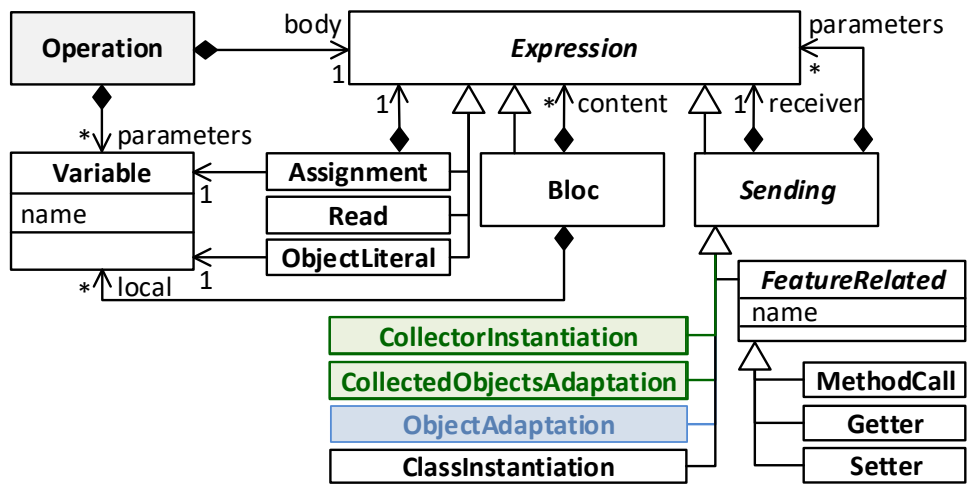 Operation
body
1
Expression
parameters
*
1
* content
1 receiver
* parameters
Variable
name
1
Assignment
Read
ObjectLiteral
1
Bloc
Sending
* local
FeatureRelated
name
CollectorInstantiation
CollectedObjectsAdaptation
ObjectAdaptation
ClassInstantiation
MethodCall
Getter
Setter